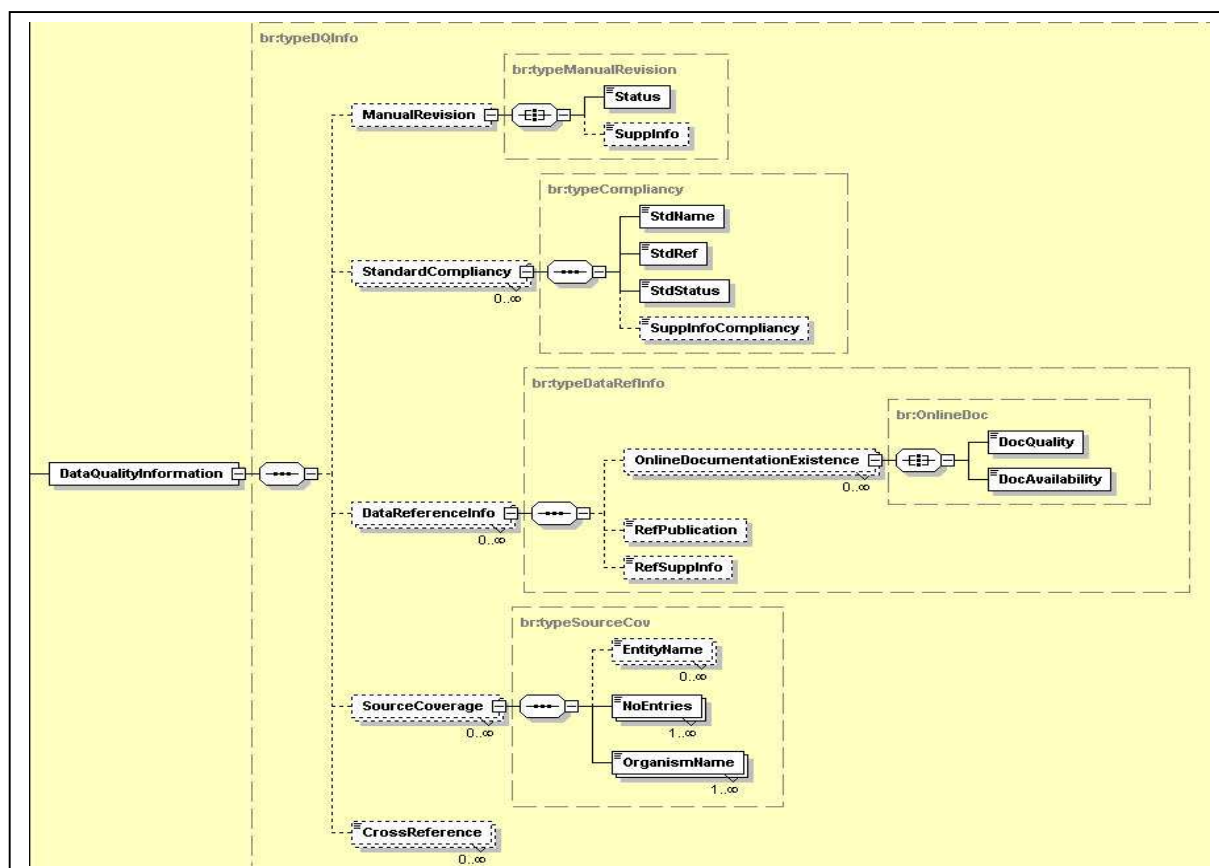 br:typeDQInfo
br:typeManualRevision
Status
ManualRevision
SuppInfo
br:typeCompliancy
StdName
StdRef
StandardCompliancy
0..∞
StdStatus
SuppInfoCompliancy
br:typeDataRefInfo
br:OnlineDoc
DocQuality
OnlineDocumentationExistence
0..∞
DocAvailability
DataQualityInformation
DataReferenceInfo
0..∞
RefPublication
RefSuppInfo
br:typeSourceCov
EntityName
0..∞
SourceCoverage
0..∞
NoEntries
1..∞
OrganismName
1..∞
CrossReference
0..∞